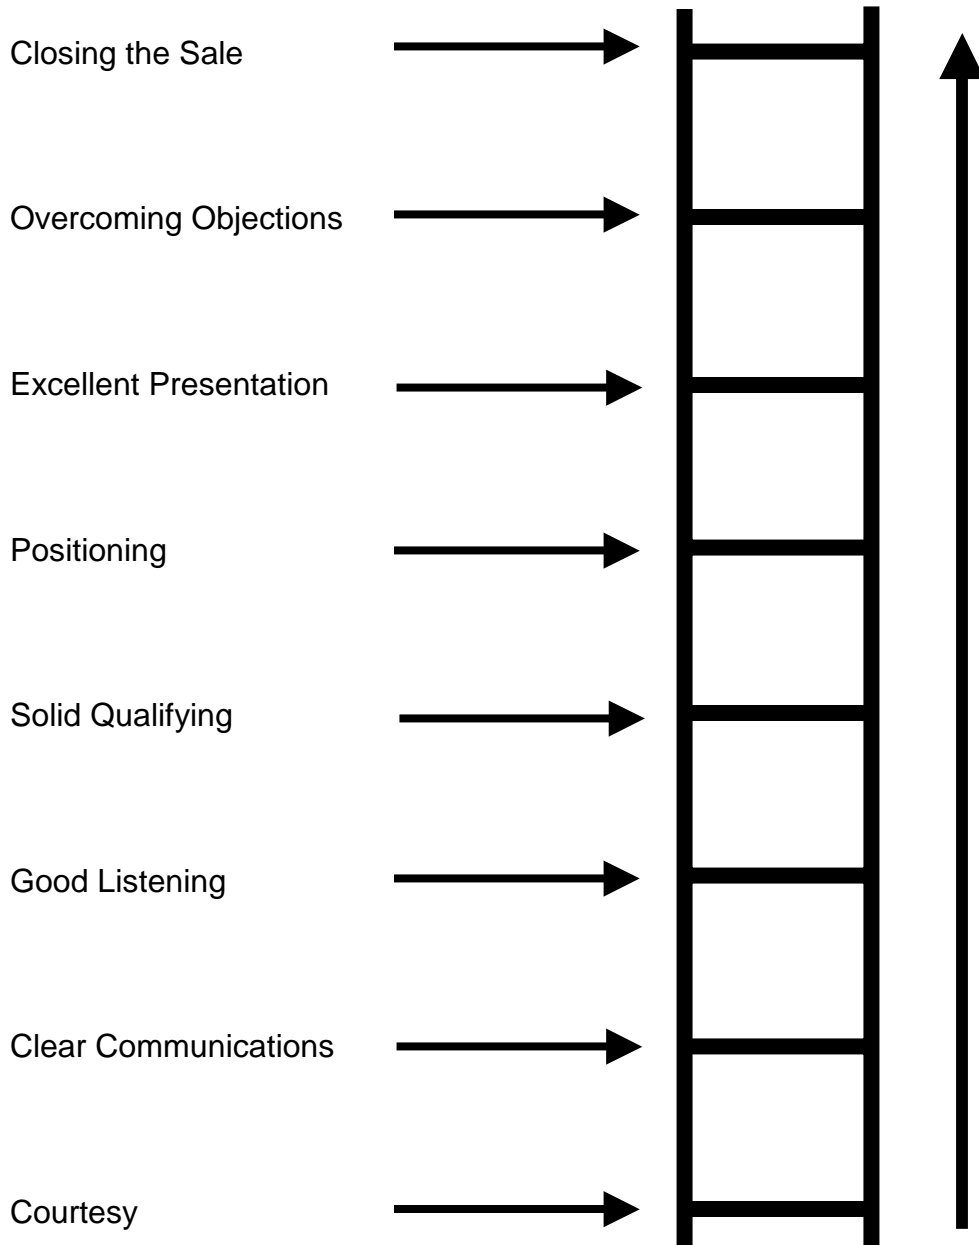 Closing the Sale
Overcoming Objections
Excellent Presentation
Positioning
Solid Qualifying
Good Listening
Clear Communications
Courtesy